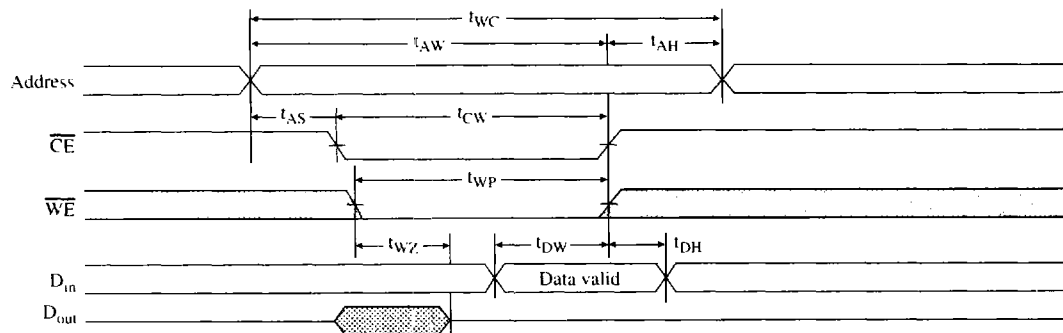 tWC
tAW tAH
Address
tAS tCW
CE
tWP
WE
tWZ tDW tDH
Din Data valid
Dout